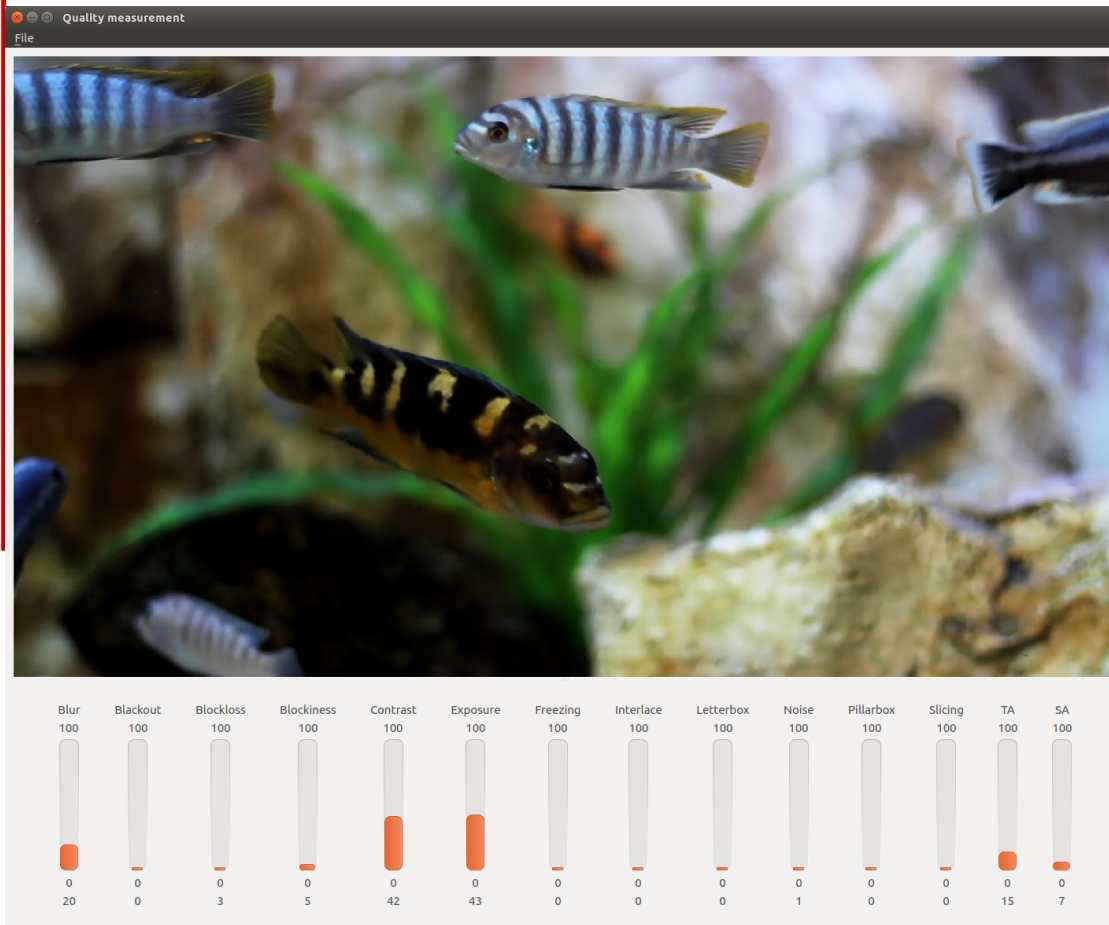 Quality measurement
File
Blur Blackout Blockloss Blockiness Contrast Exposure Freezing Interlace Letterbox Noise Pillarbox Slicing TA SA
100 100 100 100 100 100 100 100 100 100 100 100 100 100
0 0 0 0 0 0 0 0 0 0 0 0 0 0
20 0 3 5 42 43 0 0 0 1 0 0 15 7